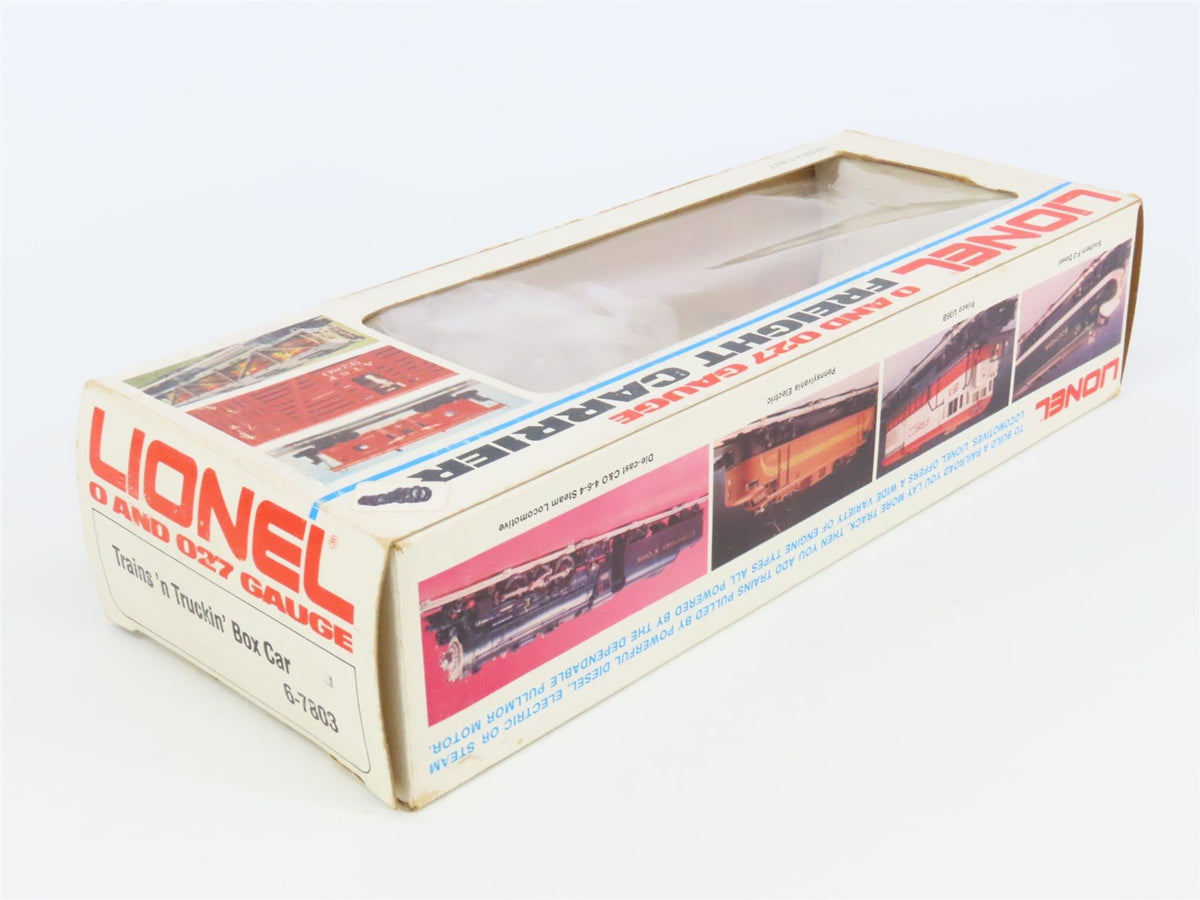 LIONEL
O AND O27 GAUGE
FREIGHT CARRIER
LIONEL®
O AND O27 GAUGE
Trains 'n Truckin' Box Car
6-7803
LIONEL
Southern F-3 Diesel
Frisco U36B
Pennsylvania Electric
Die-cast C&O 4-6-4 Steam Locomotive
TO BUILD A RAILROAD YOU LAY MORE TRACK, THEN YOU ADD TRAINS PULLED BY POWERFUL DIESEL, ELECTRIC OR STEAM
LOCOMOTIVES. LIONEL OFFERS A WIDE VARIETY OF ENGINE TYPES ALL POWERED BY THE DEPENDABLE PULLMOR MOTOR.